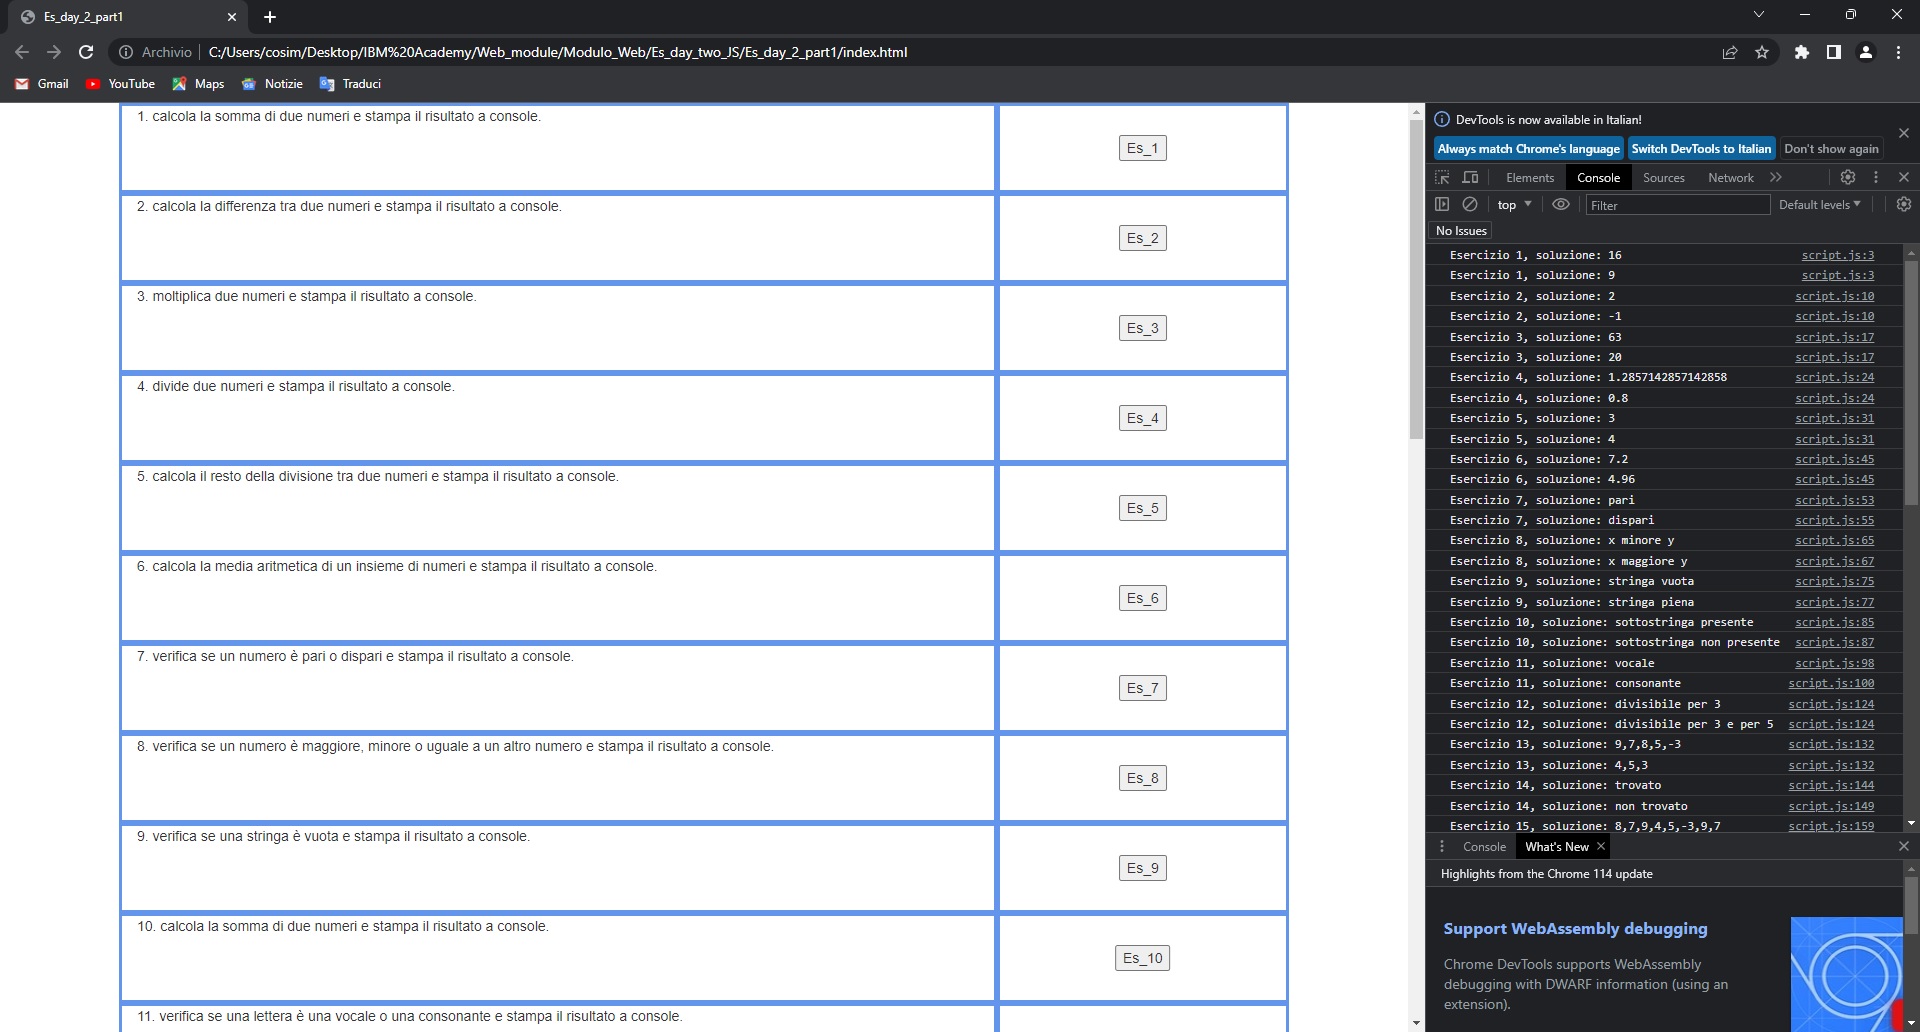 Es_day_2_part1
Archivio C:/Users/cosim/Desktop/IBM%20Academy/Web_module/Modulo_Web/Es_day_two_JS/Es_day_2_part1/index.html
Gmail YouTube Maps Notizie Traduci
1. calcola la somma di due numeri e stampa il risultato a console.
Es_1
2. calcola la differenza tra due numeri e stampa il risultato a console.
Es_2
3. moltiplica due numeri e stampa il risultato a console.
Es_3
4. divide due numeri e stampa il risultato a console.
Es_4
5. calcola il resto della divisione tra due numeri e stampa il risultato a console.
Es_5
6. calcola la media aritmetica di un insieme di numeri e stampa il risultato a console.
Es_6
7. verifica se un numero è pari o dispari e stampa il risultato a console.
Es_7
8. verifica se un numero è maggiore, minore o uguale a un altro numero e stampa il risultato a console.
Es_8
9. verifica se una stringa è vuota e stampa il risultato a console.
Es_9
10. calcola la somma di due numeri e stampa il risultato a console.
Es_10
11. verifica se una lettera è una vocale o una consonante e stampa il risultato a console.
DevTools is now available in Italian!
Always match Chrome's language Switch DevTools to Italian Don't show again
Elements Console Sources Network
top Filter Default levels
No Issues
Esercizio 1, soluzione: 16 script.js:3
Esercizio 1, soluzione: 9 script.js:3
Esercizio 2, soluzione: 2 script.js:10
Esercizio 2, soluzione: -1 script.js:10
Esercizio 3, soluzione: 63 script.js:17
Esercizio 3, soluzione: 20 script.js:17
Esercizio 4, soluzione: 1.2857142857142858 script.js:24
Esercizio 4, soluzione: 0.8 script.js:24
Esercizio 5, soluzione: 3 script.js:31
Esercizio 5, soluzione: 4 script.js:31
Esercizio 6, soluzione: 7.2 script.js:45
Esercizio 6, soluzione: 4.96 script.js:45
Esercizio 7, soluzione: pari script.js:53
Esercizio 7, soluzione: dispari script.js:55
Esercizio 8, soluzione: x minore y script.js:65
Esercizio 8, soluzione: x maggiore y script.js:67
Esercizio 9, soluzione: stringa vuota script.js:75
Esercizio 9, soluzione: stringa piena script.js:77
Esercizio 10, soluzione: sottostringa presente script.js:85
Esercizio 10, soluzione: sottostringa non presente script.js:87
Esercizio 11, soluzione: vocale script.js:98
Esercizio 11, soluzione: consonante script.js:100
Esercizio 12, soluzione: divisibile per 3 script.js:124
Esercizio 12, soluzione: divisibile per 3 e per 5 script.js:124
Esercizio 13, soluzione: 9,7,8,5,-3 script.js:132
Esercizio 13, soluzione: 4,5,3 script.js:132
Esercizio 14, soluzione: trovato script.js:144
Esercizio 14, soluzione: non trovato script.js:149
Esercizio 15, soluzione: 8,7,9,4,5,-3,9,7 script.js:159
Console What's New
Highlights from the Chrome 114 update
Support WebAssembly debugging
Chrome DevTools supports WebAssembly
debugging with DWARF information (using an
extension).